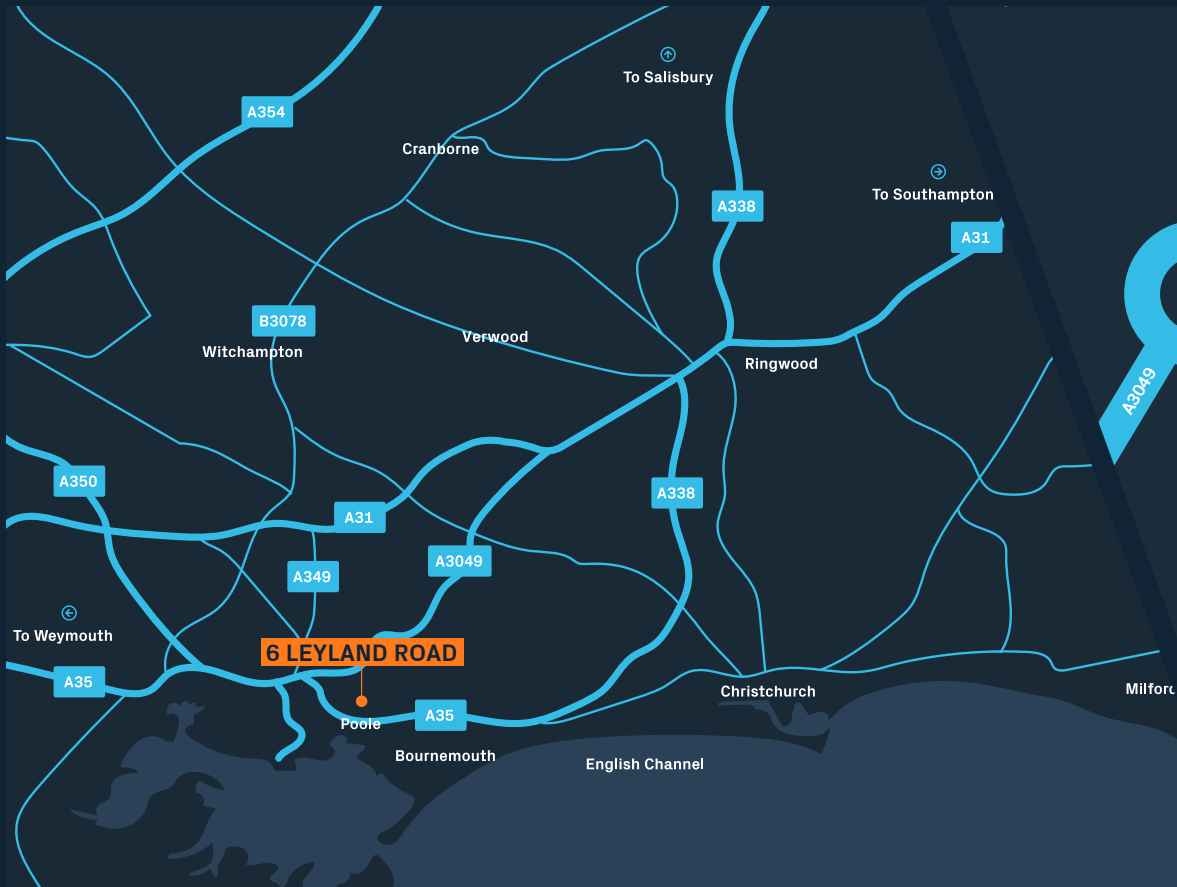 To Salisbury
A354
Cranborne
To Southampton
A338
A31
B3078
Verwood
Witchampton
Ringwood
A3049
A350
A338
A31
A3049
A349
To Weymouth
6 LEYLAND ROAD
A35
Christchurch
Milfor
A35
Poole
Bournemouth
English Channel